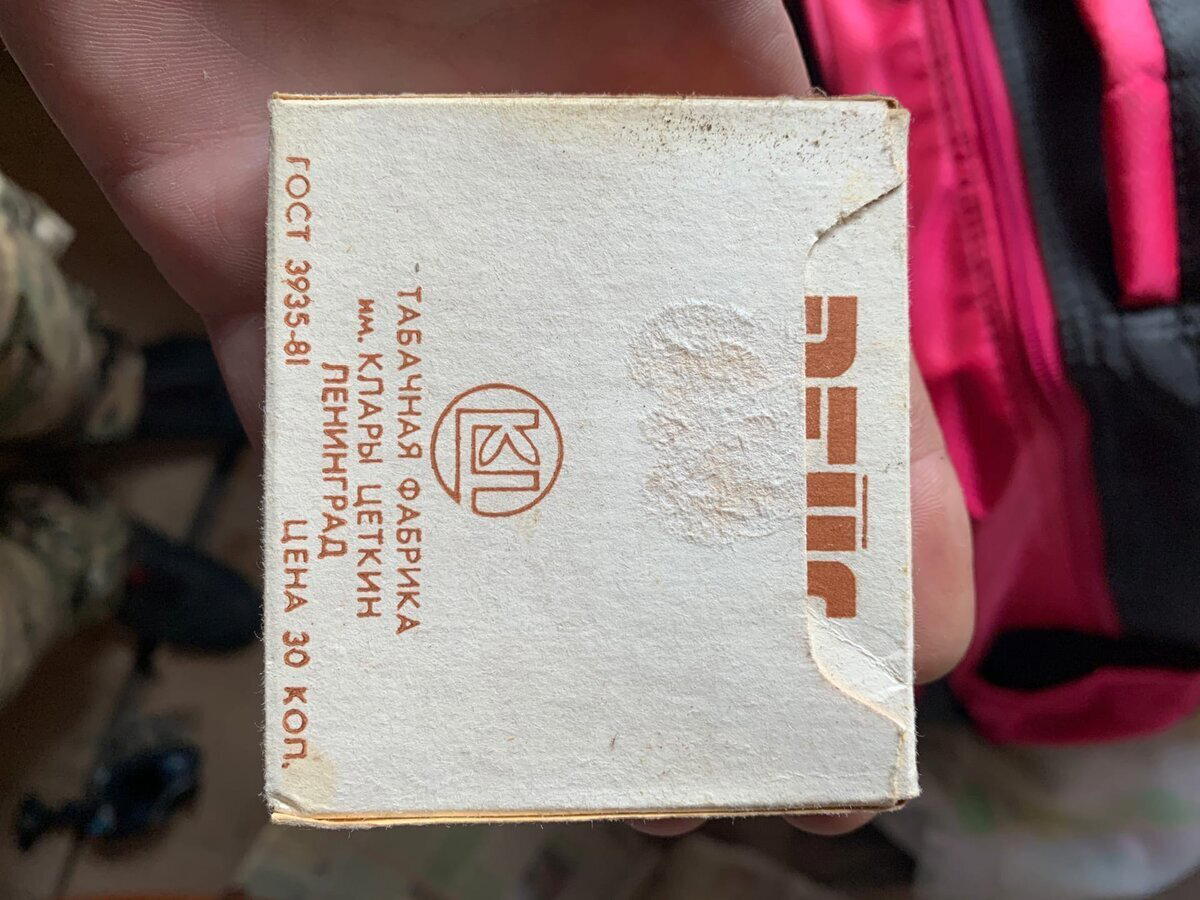 ТАБАЧНАЯ ФАБРИКА
им. КЛАРЫ ЦЕТКИН
ЛЕНИНГРАД
ГОСТ 3935-81 ЦЕНА 30 КОП.